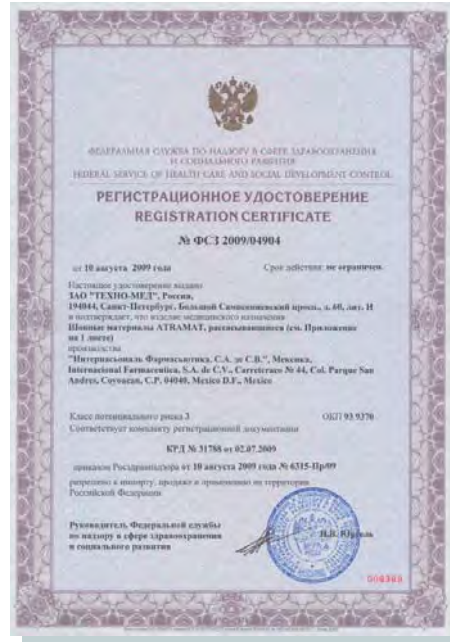 ФЕДЕРАЛЬНАЯ СЛУЖБА ПО НАДЗОРУ В СФЕРЕ ЗДРАВООХРАНЕНИЯ
И СОЦИАЛЬНОГО РАЗВИТИЯ
FEDERAL SERVICE OF HEALTH CARE AND SOCIAL DEVELOPMENT CONTROL
РЕГИСТРАЦИОННОЕ УДОСТОВЕРЕНИЕ
REGISTRATION CERTIFICATE
№ ФСЗ 2009/04904
от 10 августа 2009 года Срок действия: не ограничен.
Настоящее удостоверение выдано
ЗАО "ТЕХНО-МЕД", Россия,
194044, Санкт-Петербург, Большой Сампсониевский просп., д. 60, лит. Н
и подтверждает, что изделие медицинского назначения
Шовные материалы ATRAMAT, рассасывающиеся (см. Приложение
на 1 листе)
производства
"Интернасьональ Фармасьютика, С.А. де С.В.", Мексика,
Internacional Farmaceutica, S.A. de C.V., Carretraco № 44, Col. Parque San
Andres, Coyoacan, C.P. 04040, Mexico D.F., Mexico
Класс потенциального риска 3 ОКП 93 9370
Соответствует комплекту регистрационной документации
КРД № 31788 от 02.07.2009
приказом Росздравнадзора от 10 августа 2009 года № 6315-Пр/09
разрешено к импорту, продаже и применению на территории
Российской Федерации
Руководитель Федеральной службы
по надзору в сфере здравоохранения
и социального развития
Н.В. Юргель